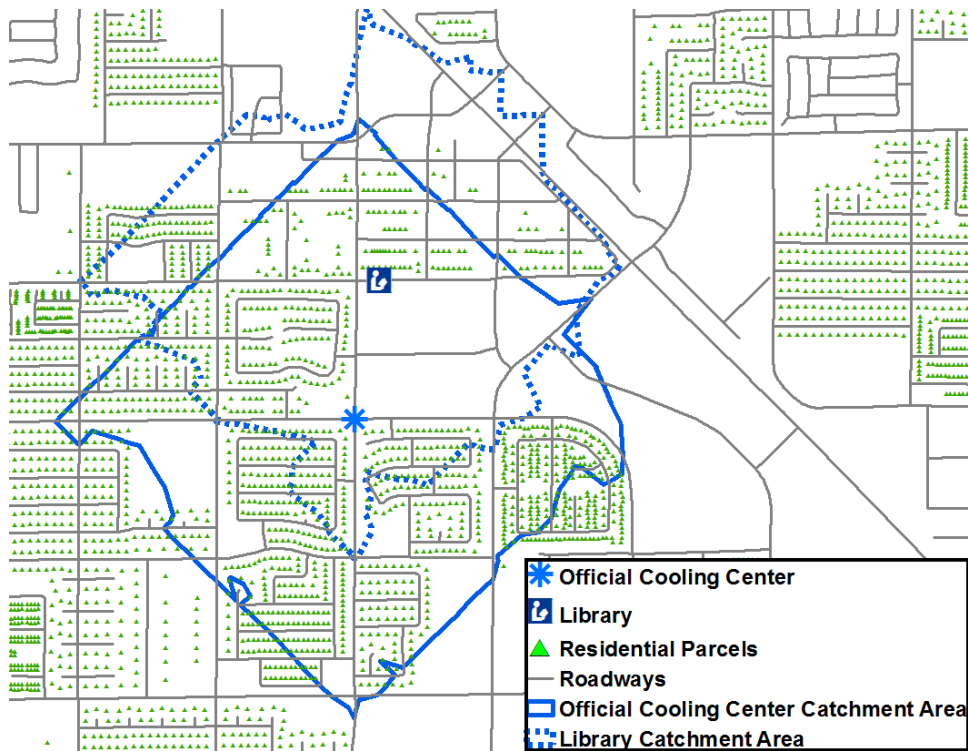 Official Cooling Center
Library
Residential Parcels
Roadways
Official Cooling Center Catchment Area
Library Catchment Area